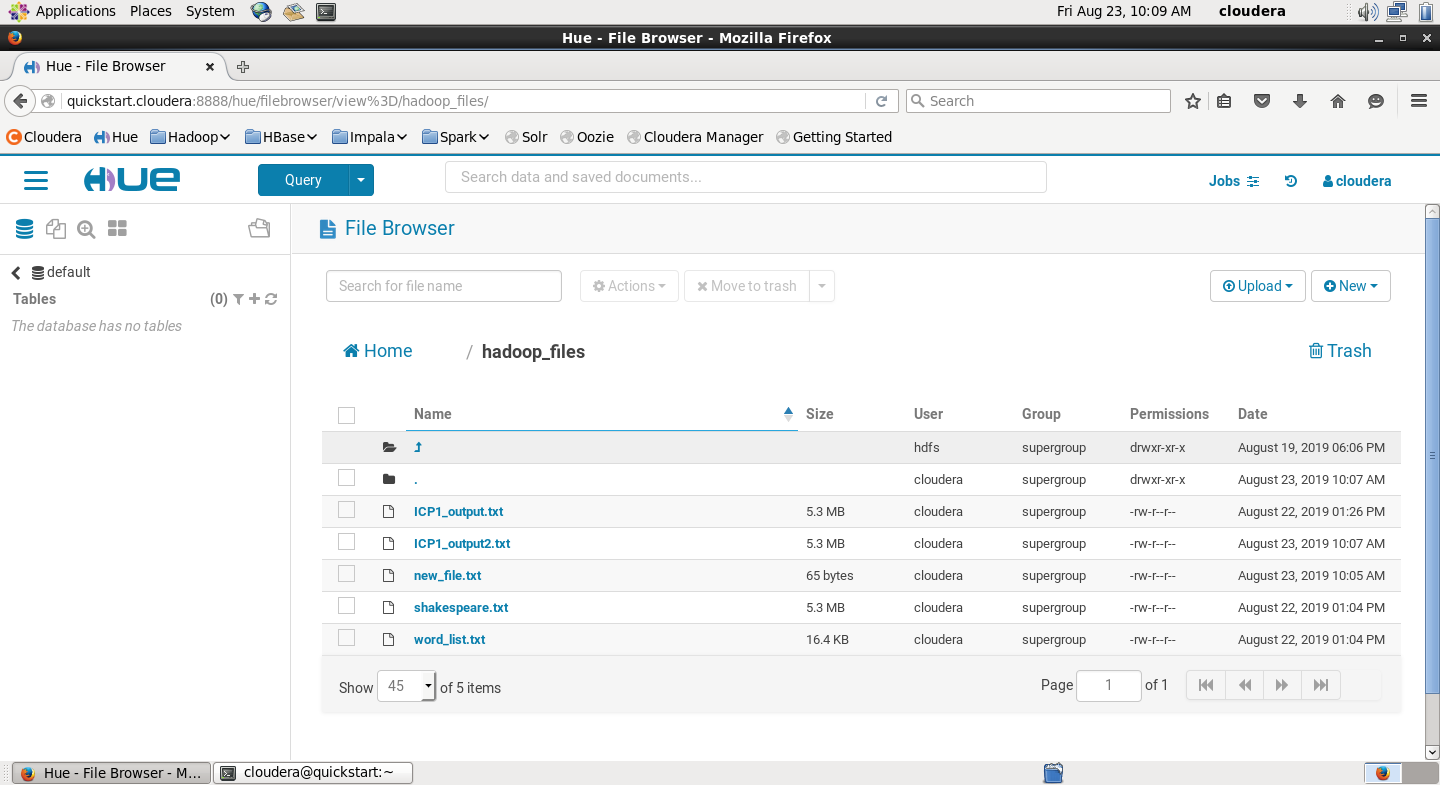 Applications Places System Fri Aug 23, 10:09 AM cloudera
Hue - File Browser - Mozilla Firefox
Hue - File Browser
quickstart.cloudera:8888/hue/filebrowser/view%3D/hadoop_files/ Search
Cloudera Hue Hadoop HBase Impala Spark Solr Oozie Cloudera Manager Getting Started
HUE Query Search data and saved documents... Jobs cloudera
File Browser
default
Tables (0)
The database has no tables
Search for file name Actions Move to trash Upload New
Home / hadoop_files Trash
Name Size User Group Permissions Date
hdfs supergroup drwxr-xr-x August 19, 2019 06:06 PM
. cloudera supergroup drwxr-xr-x August 23, 2019 10:07 AM
ICP1_output.txt 5.3 MB cloudera supergroup -rw-r--r-- August 22, 2019 01:26 PM
ICP1_output2.txt 5.3 MB cloudera supergroup -rw-r--r-- August 23, 2019 10:07 AM
new_file.txt 65 bytes cloudera supergroup -rw-r--r-- August 23, 2019 10:05 AM
shakespeare.txt 5.3 MB cloudera supergroup -rw-r--r-- August 22, 2019 01:04 PM
word_list.txt 16.4 KB cloudera supergroup -rw-r--r-- August 22, 2019 01:04 PM
Show 45 of 5 items Page 1 of 1
Hue - File Browser - M... cloudera@quickstart:~